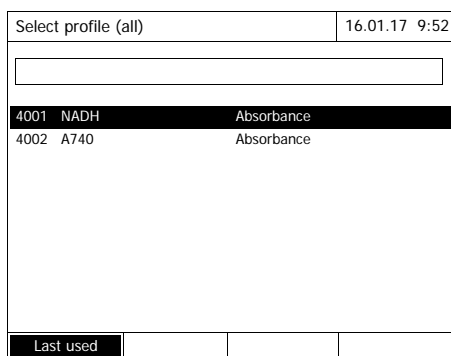 Select profile (all) 16.01.17 9:52
4001 NADH Absorbance
4002 A740 Absorbance
Last used